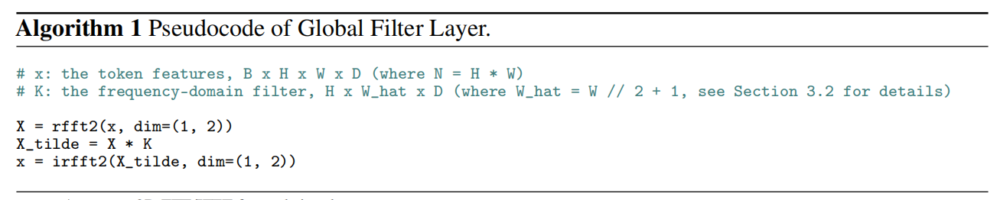 Algorithm 1 Pseudocode of Global Filter Layer.
# x: the token features, B x H x W x D (where N = H * W)
# K: the frequency-domain filter, H x W_hat x D (where W_hat = W // 2 + 1, see Section 3.2 for details)
X = rfft2(x, dim=(1, 2))
X_tilde = X * K
x = irfft2(X_tilde, dim=(1, 2))